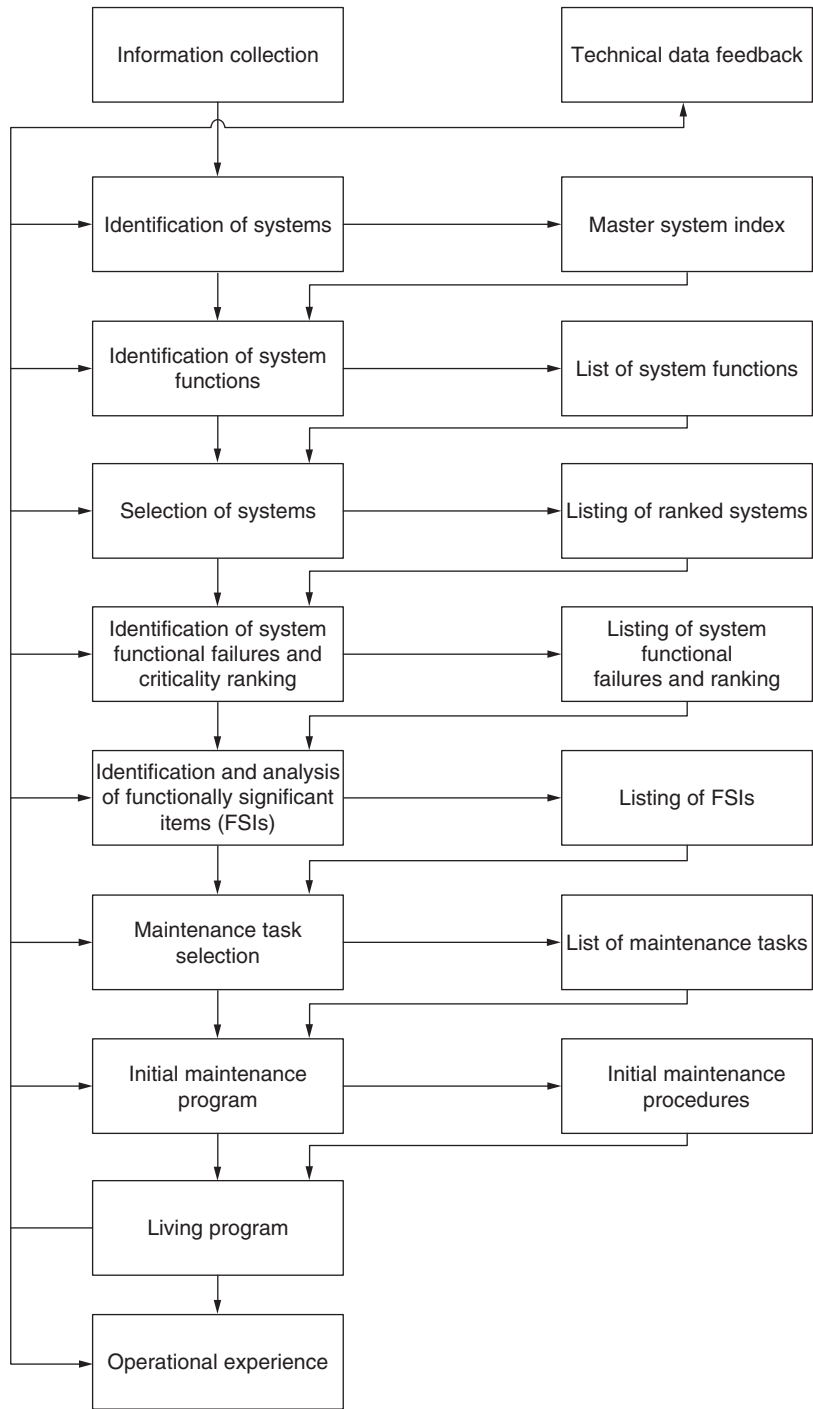 Information collection
Technical data feedback
Identification of systems
Master system index
Identification of system
functions
List of system functions
Selection of systems
Listing of ranked systems
Identification of system
functional failures and
criticality ranking
Listing of system
functional
failures and ranking
Identification and analysis
of functionally significant
items (FSIs)
Listing of FSIs
Maintenance task
selection
List of maintenance tasks
Initial maintenance
program
Initial maintenance
procedures
Living program
Operational experience